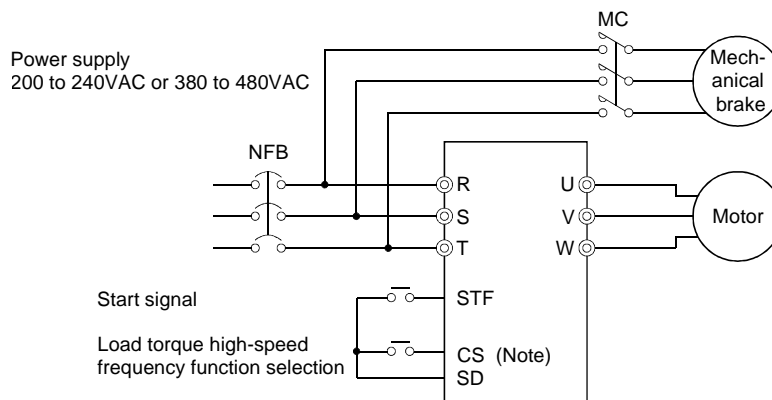 MC
Power supply
200 to 240VAC or 380 to 480VAC
Mech-
anical
brake
NFB
R
U
S
V
Motor
T
W
Start signal
STF
Load torque high-speed
frequency function selection
CS (Note)
SD